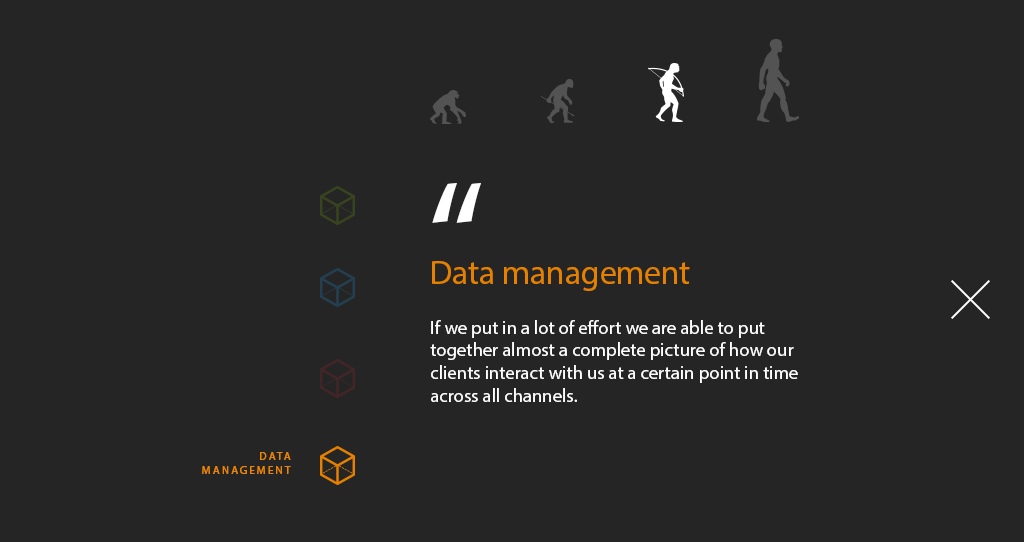 “
Data management
If we put in a lot of effort we are able to put
together almost a complete picture of how our
clients interact with us at a certain point in time
across all channels.
DATA
MANAGEMENT